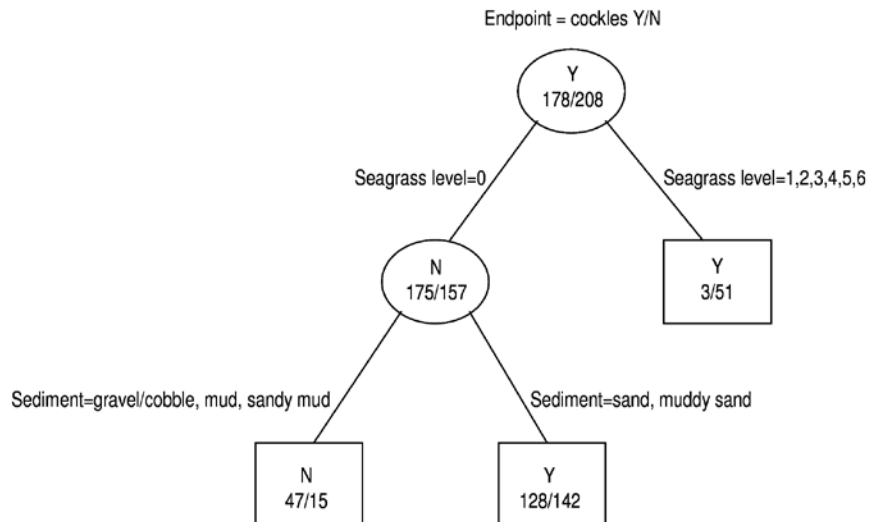 Endpoint = cockles Y/N
Y
178/208
Seagrass level=0
Seagrass level=1,2,3,4,5,6
N
175/157
Y
3/51
Sediment=gravel/cobble, mud, sandy mud
Sediment=sand, muddy sand
N
47/15
Y
128/142